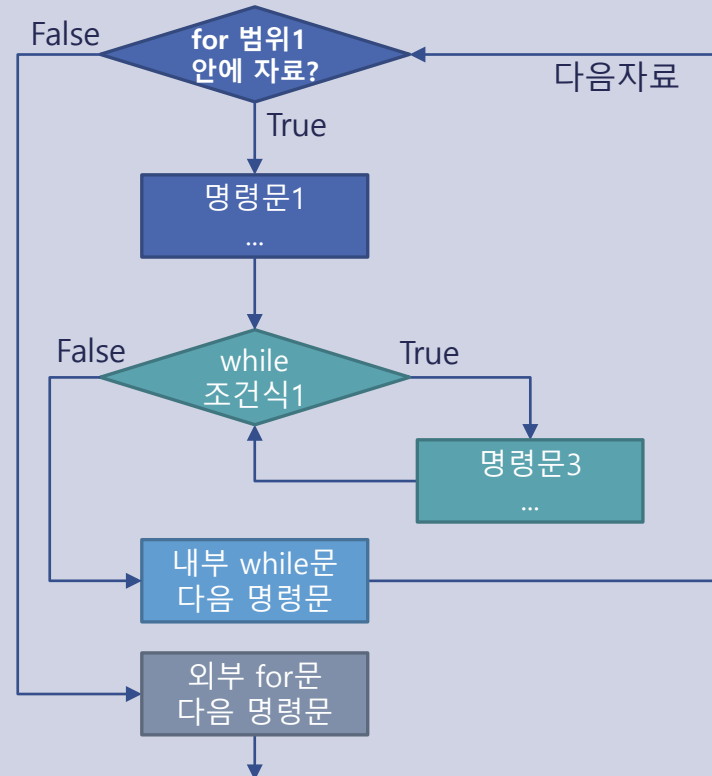 False
for 범위1
안에 자료?
다음자료
True
명령문1
...
False
while
조건식1
True
명령문3
...
내부 while문
다음 명령문
외부 for문
다음 명령문